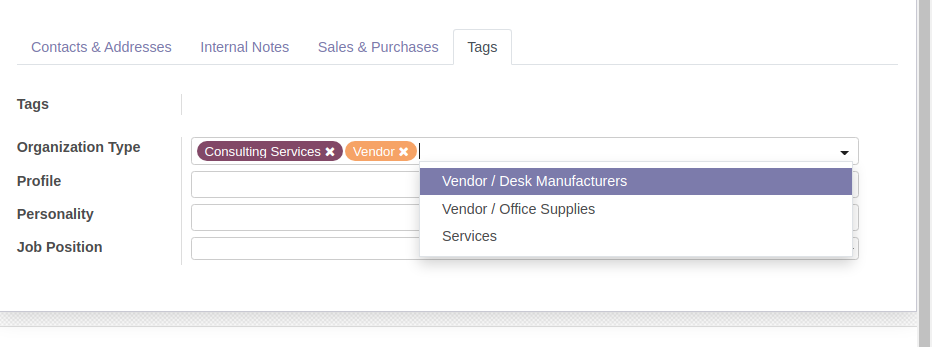 Contacts & Addresses Internal Notes Sales & Purchases Tags
Tags
Organization Type Consulting Services × Vendor ×
Profile Vendor / Desk Manufacturers
Personality Vendor / Office Supplies
Job Position Services